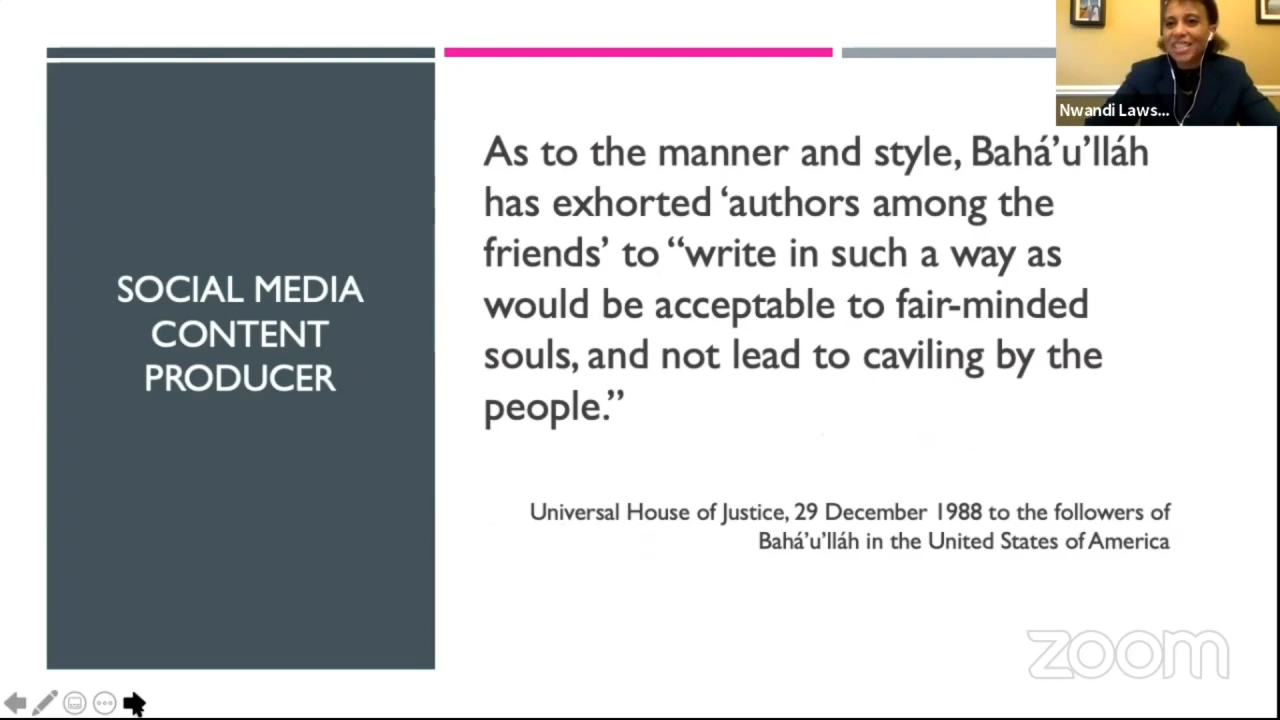 Nwandi Laws...
SOCIAL MEDIA
CONTENT
PRODUCER
As to the manner and style, Bahá’u’lláh
has exhorted ‘authors among the
friends’ to “write in such a way as
would be acceptable to fair-minded
souls, and not lead to caviling by the
people.”
Universal House of Justice, 29 December 1988 to the followers of
Bahá’u’lláh in the United States of America
zoom